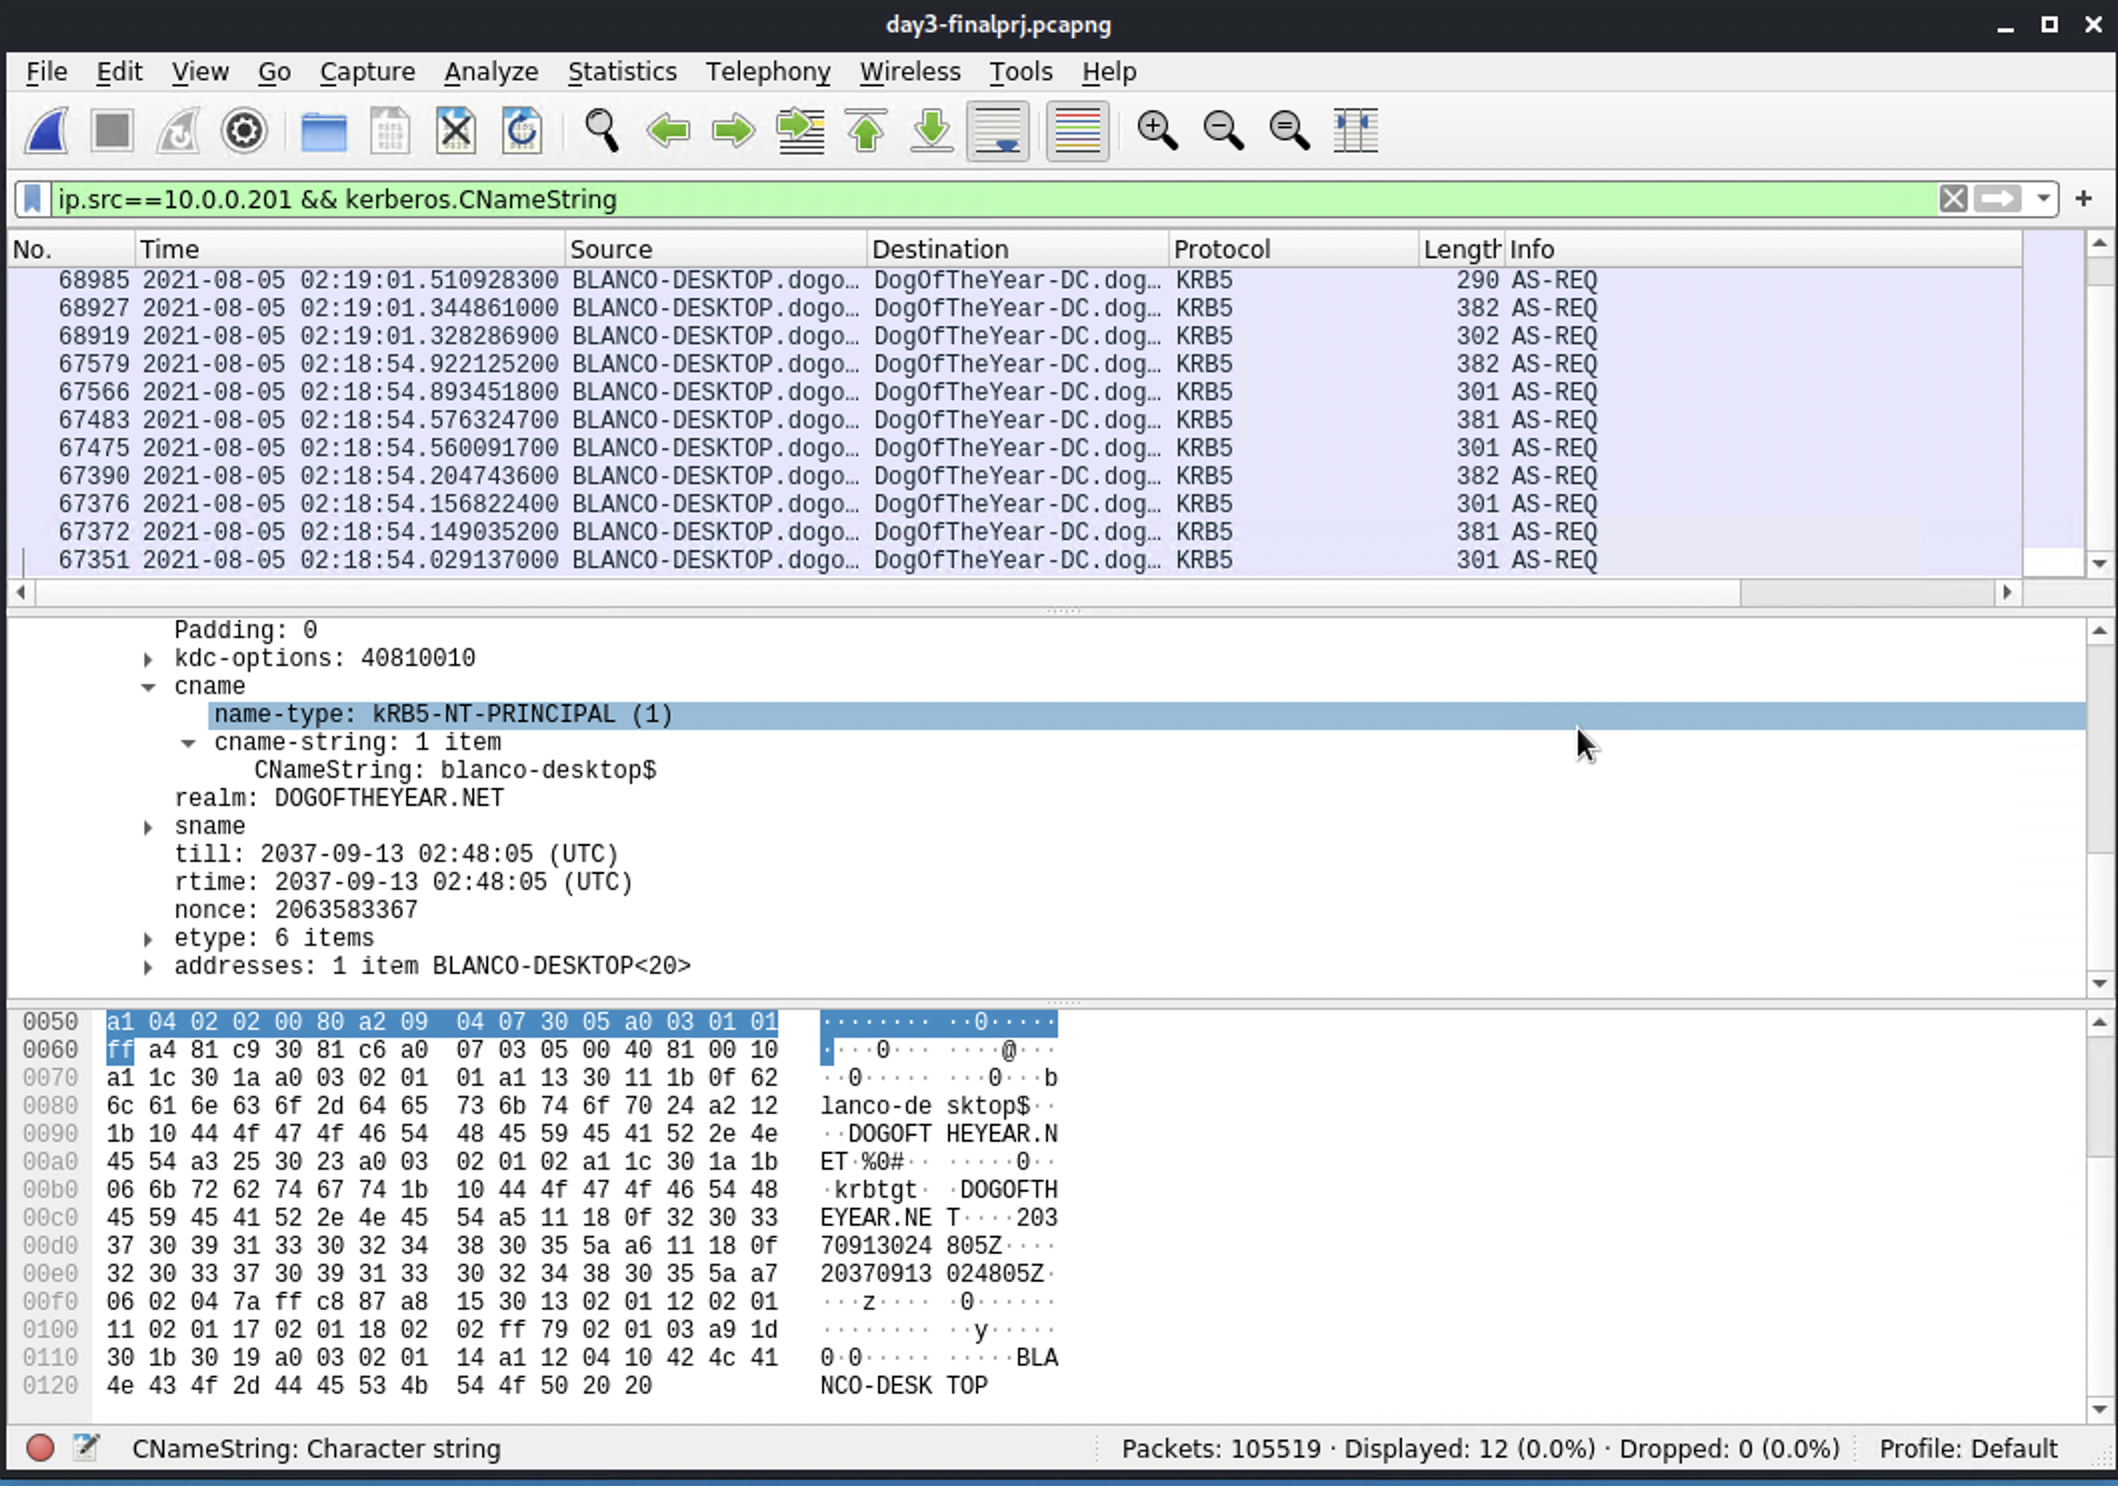 day3-finalprj.pcapng
File Edit View Go Capture Analyze Statistics Telephony Wireless Tools Help
ip.src==10.0.0.201 && kerberos.CNameString
No. Time Source Destination Protocol Length Info
68985 2021-08-05 02:19:01.510928300 BLANCO-DESKTOP.dogo… DogOfTheYear-DC.dog… KRB5 290 AS-REQ
68927 2021-08-05 02:19:01.344861000 BLANCO-DESKTOP.dogo… DogOfTheYear-DC.dog… KRB5 382 AS-REQ
68919 2021-08-05 02:19:01.328286900 BLANCO-DESKTOP.dogo… DogOfTheYear-DC.dog… KRB5 302 AS-REQ
67579 2021-08-05 02:18:54.922125200 BLANCO-DESKTOP.dogo… DogOfTheYear-DC.dog… KRB5 382 AS-REQ
67566 2021-08-05 02:18:54.893451800 BLANCO-DESKTOP.dogo… DogOfTheYear-DC.dog… KRB5 301 AS-REQ
67483 2021-08-05 02:18:54.576324700 BLANCO-DESKTOP.dogo… DogOfTheYear-DC.dog… KRB5 381 AS-REQ
67475 2021-08-05 02:18:54.560091700 BLANCO-DESKTOP.dogo… DogOfTheYear-DC.dog… KRB5 301 AS-REQ
67390 2021-08-05 02:18:54.204743600 BLANCO-DESKTOP.dogo… DogOfTheYear-DC.dog… KRB5 382 AS-REQ
67376 2021-08-05 02:18:54.156822400 BLANCO-DESKTOP.dogo… DogOfTheYear-DC.dog… KRB5 301 AS-REQ
67372 2021-08-05 02:18:54.149035200 BLANCO-DESKTOP.dogo… DogOfTheYear-DC.dog… KRB5 381 AS-REQ
67351 2021-08-05 02:18:54.029137000 BLANCO-DESKTOP.dogo… DogOfTheYear-DC.dog… KRB5 301 AS-REQ
Padding: 0
kdc-options: 40810010
cname
name-type: kRB5-NT-PRINCIPAL (1)
cname-string: 1 item
CNameString: blanco-desktop$
realm: DOGOFTHEYEAR.NET
sname
till: 2037-09-13 02:48:05 (UTC)
rtime: 2037-09-13 02:48:05 (UTC)
nonce: 2063583367
etype: 6 items
addresses: 1 item BLANCO-DESKTOP<20>
0050 a1 04 02 02 00 80 a2 09 04 07 30 05 a0 03 01 01 ········ ··0·····
0060 ff a4 81 c9 30 81 c6 a0 07 03 05 00 40 81 00 10 ····0··· ····@···
0070 a1 1c 30 1a a0 03 02 01 01 a1 13 30 11 1b 0f 62 ··0····· ···0···b
0080 6c 61 6e 63 6f 2d 64 65 73 6b 74 6f 70 24 a2 12 lanco-de sktop$··
0090 1b 10 44 4f 47 4f 46 54 48 45 59 45 41 52 2e 4e ··DOGOFT HEYEAR.N
00a0 45 54 a3 25 30 23 a0 03 02 01 02 a1 1c 30 1a 1b ET·%0#·· ·····0··
00b0 06 6b 72 62 74 67 74 1b 10 44 4f 47 4f 46 54 48 ·krbtgt· ·DOGOFTH
00c0 45 59 45 41 52 2e 4e 45 54 a5 11 18 0f 32 30 33 EYEAR.NE T····203
00d0 37 30 39 31 33 30 32 34 38 30 35 5a a6 11 18 0f 70913024 805Z····
00e0 32 30 33 37 30 39 31 33 30 32 34 38 30 35 5a a7 20370913 024805Z·
00f0 06 02 04 7a ff c8 87 a8 15 30 13 02 01 12 02 01 ···z···· ·0······
0100 11 02 01 17 02 01 18 02 02 ff 79 02 01 03 a9 1d ········ ··y·····
0110 30 1b 30 19 a0 03 02 01 14 a1 12 04 10 42 4c 41 0·0····· ·····BLA
0120 4e 43 4f 2d 44 45 53 4b 54 4f 50 20 20 NCO-DESK TOP
CNameString: Character string Packets: 105519 · Displayed: 12 (0.0%) · Dropped: 0 (0.0%) Profile: Default